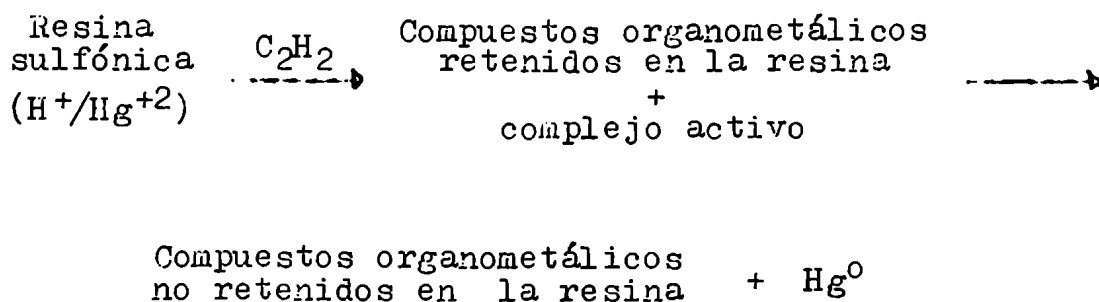 Resina
sulfónica
(H⁺/Hg⁺²)
C₂H₂
Compuestos organometálicos
retenidos en la resina
+
complejo activo
Compuestos organometálicos
no retenidos en la resina
+ Hg⁰